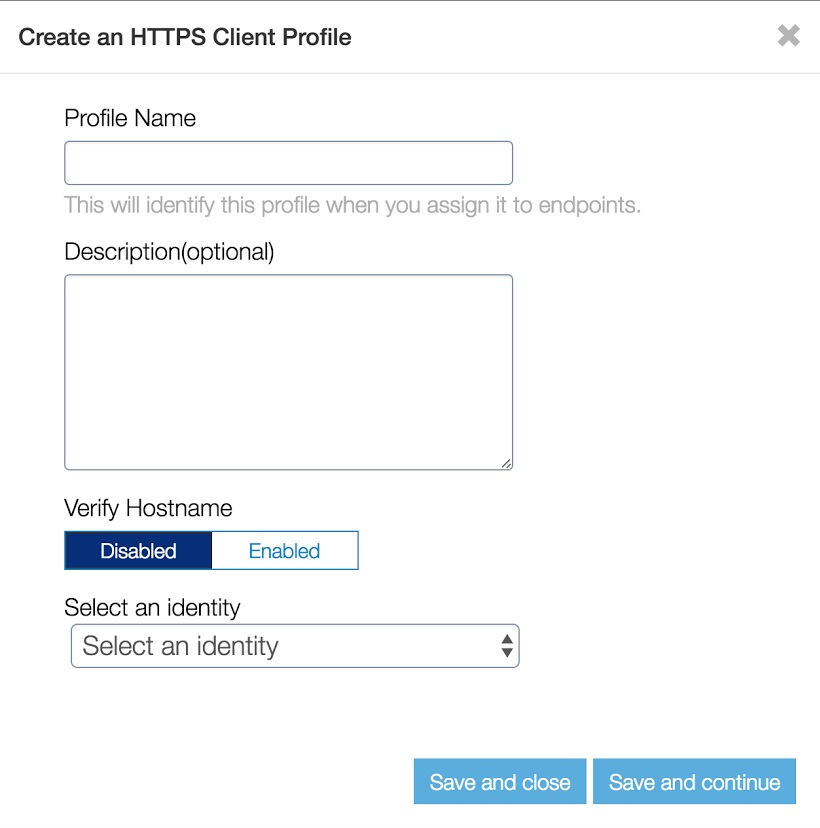 Create an HTTPS Client Profile
Profile Name
This will identify this profile when you assign it to endpoints.
Description(optional)
Verify Hostname
Disabled Enabled
Select an identity
Select an identity
Save and close Save and continue